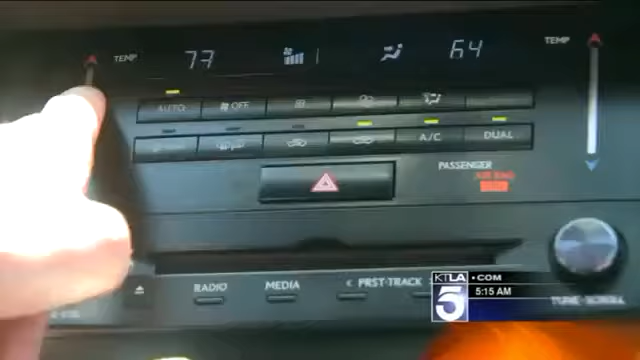 TEMP 77 64 TEMP
AUTO OFF
A/C DUAL
PASSENGER
AIR BAG
RADIO MEDIA < PRST·TRACK
KTLA .COM
5 5:15 AM
TUNE·SCROLL